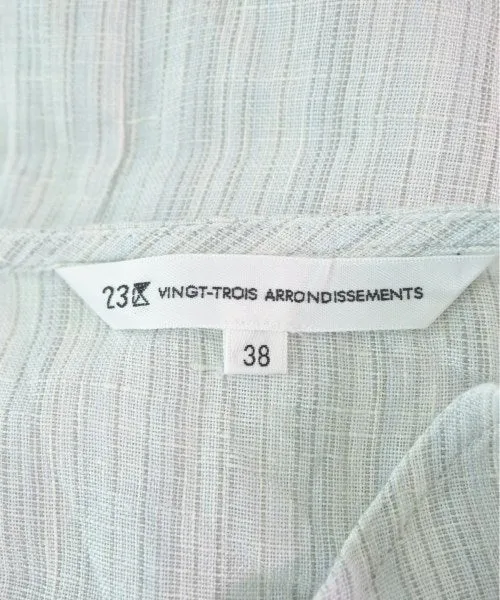 23区 VINGT-TROIS ARRONDISSEMENTS
38